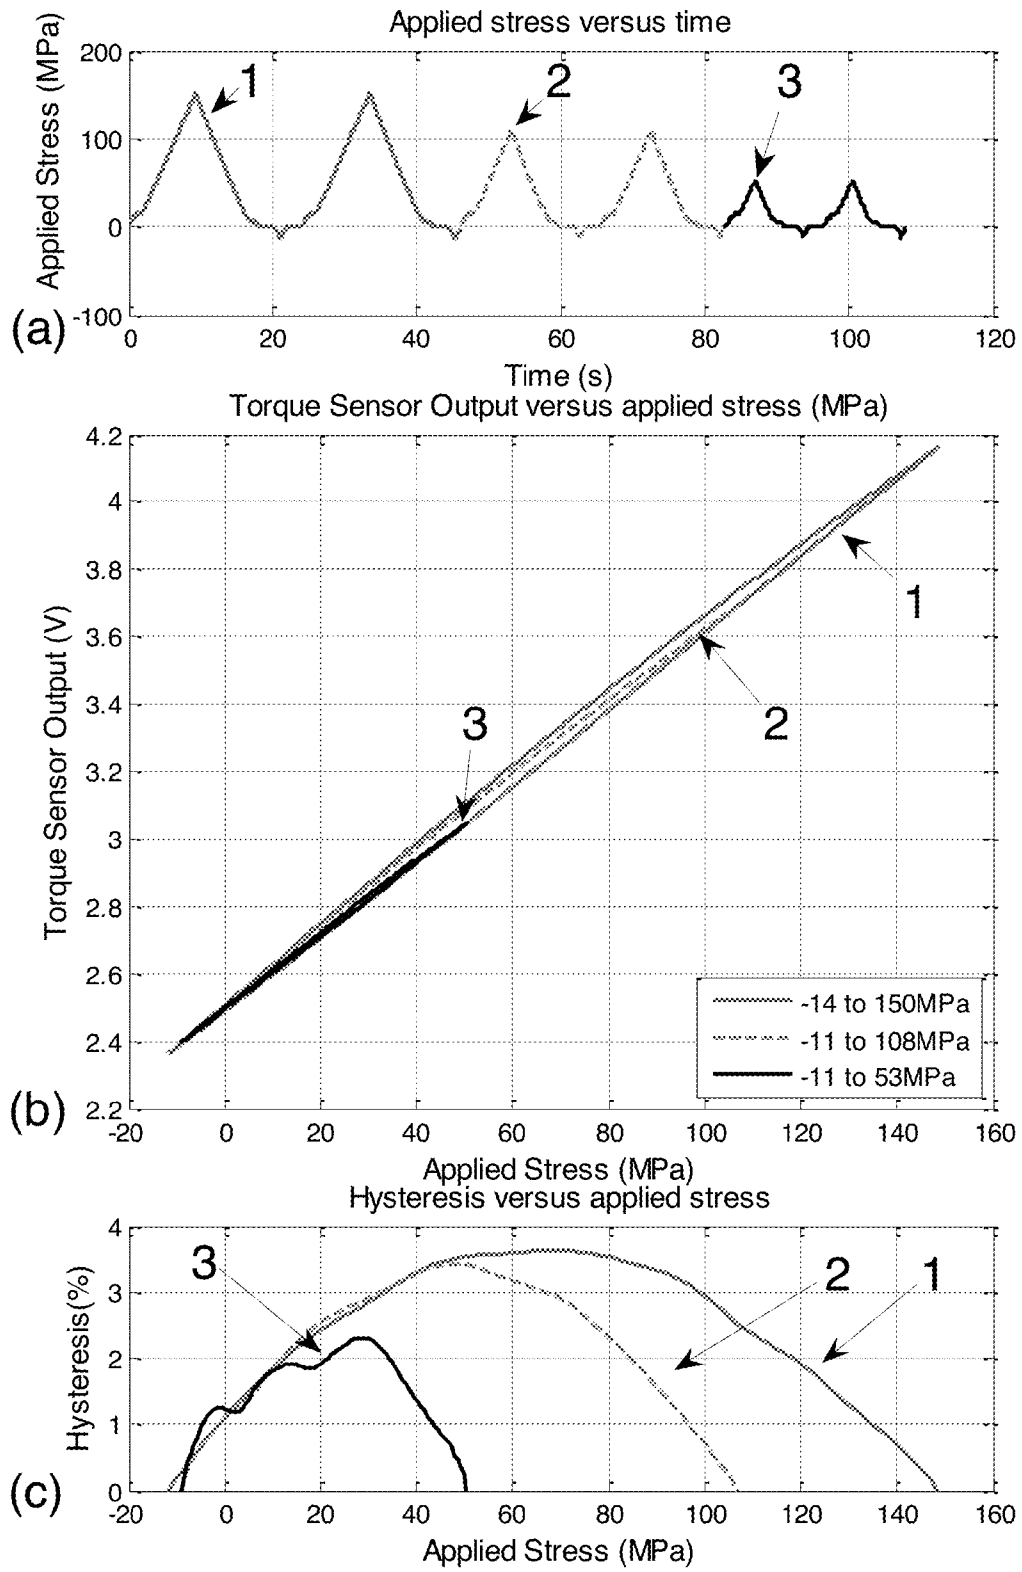 Applied stress versus time
Applied Stress (MPa)
200
100
0
-100
1
2
3
(a)
0 20 40 60 80 100 120
Time (s)
Torque Sensor Output versus applied stress (MPa)
Torque Sensor Output (V)
4.2
4
3.8
3.6
3.4
3.2
3
2.8
2.6
2.4
2.2
1
2
3
-14 to 150MPa
-11 to 108MPa
-11 to 53MPa
(b)
-20 0 20 40 60 80 100 120 140 160
Applied Stress (MPa)
Hysteresis versus applied stress
Hysteresis(%)
4
3
2
1
0
3
2
1
(c)
-20 0 20 40 60 80 100 120 140 160
Applied Stress (MPa)